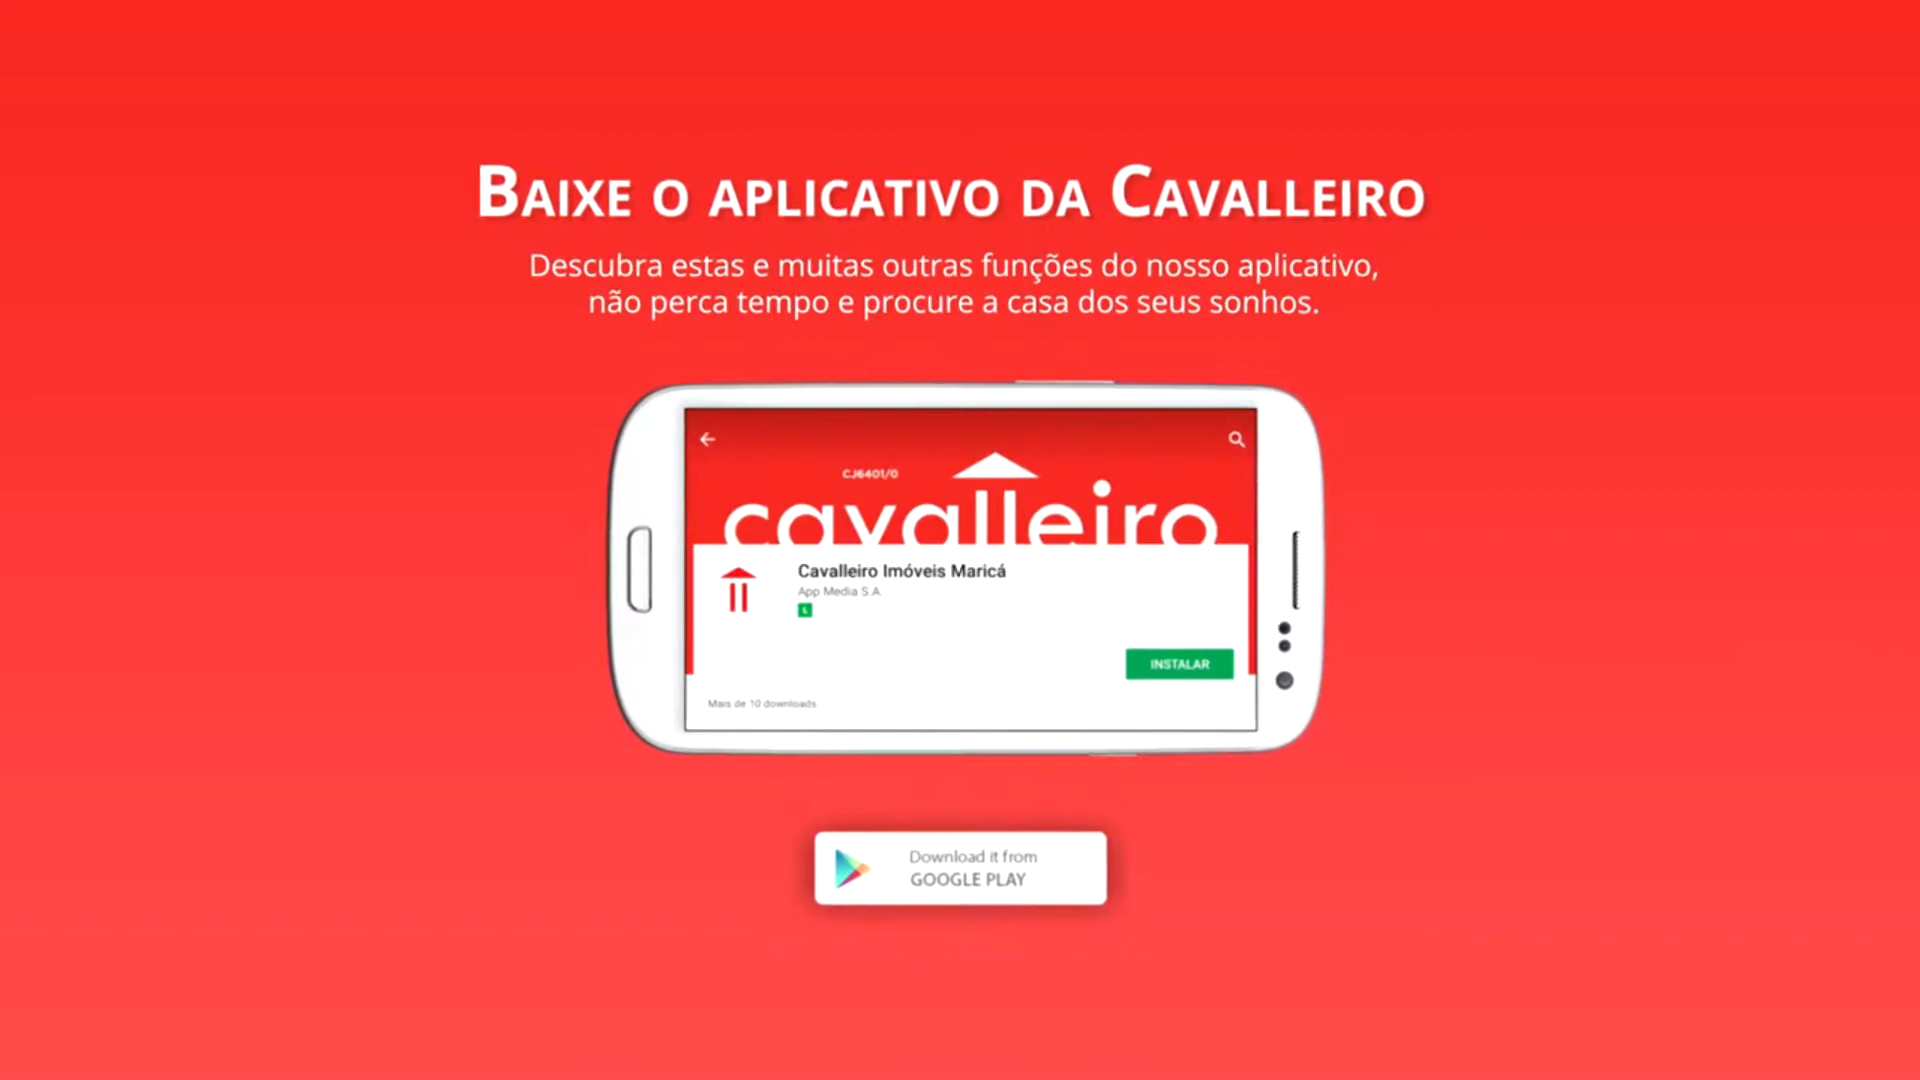 Baixe o aplicativo da Cavalleiro
Descubra estas e muitas outras funções do nosso aplicativo,
não perca tempo e procure a casa dos seus sonhos.
CJ6401/0
cavalleiro
Cavalleiro Imóveis Maricá
App Media S.A.
L
INSTALAR
Mais de 10 downloads
Download it from
GOOGLE PLAY